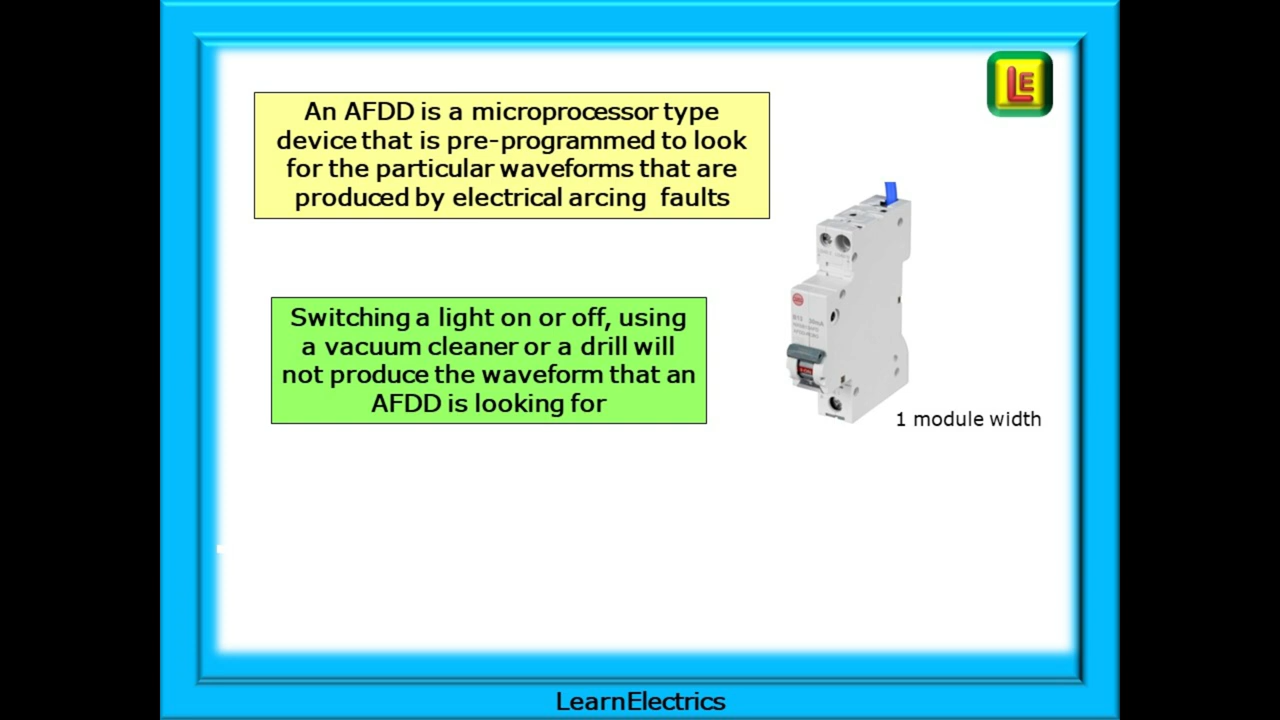 An AFDD is a microprocessor type
device that is pre-programmed to look
for the particular waveforms that are
produced by electrical arcing faults
LE
Switching a light on or off, using
a vacuum cleaner or a drill will
not produce the waveform that an
AFDD is looking for
1 module width
LearnElectrics